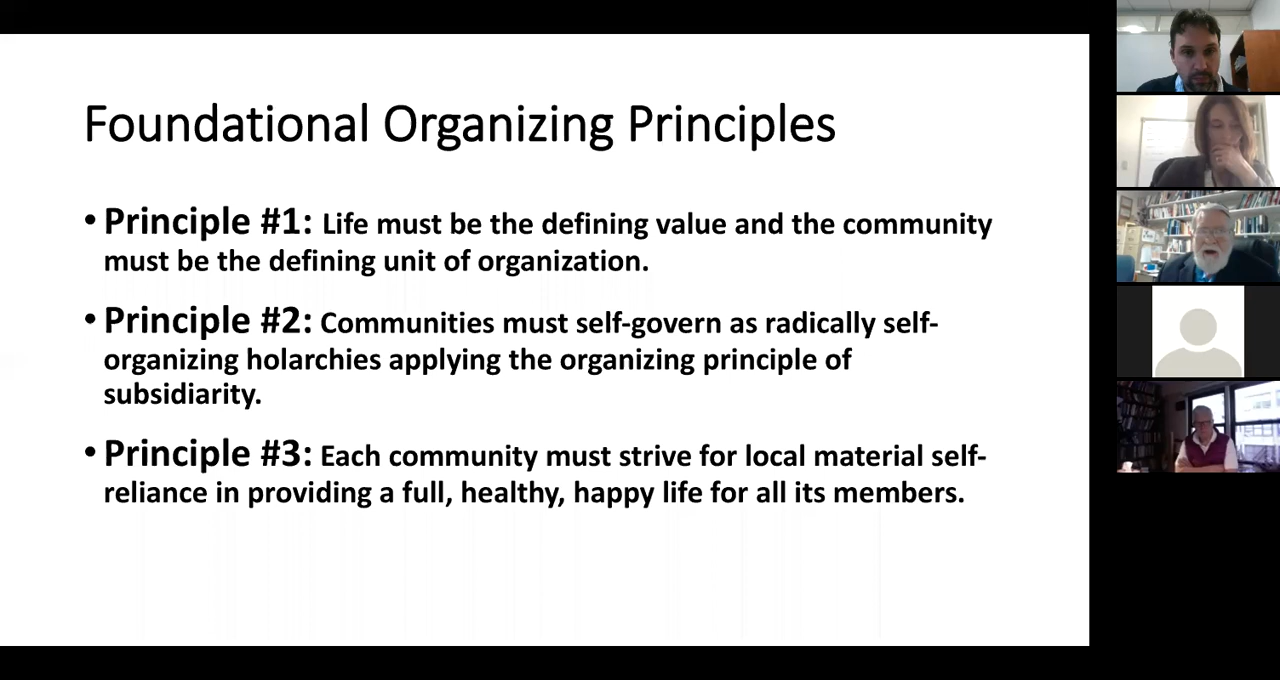 Foundational Organizing Principles
• Principle #1: Life must be the defining value and the community
must be the defining unit of organization.
• Principle #2: Communities must self-govern as radically self-
organizing holarchies applying the organizing principle of
subsidiarity.
• Principle #3: Each community must strive for local material self-
reliance in providing a full, healthy, happy life for all its members.